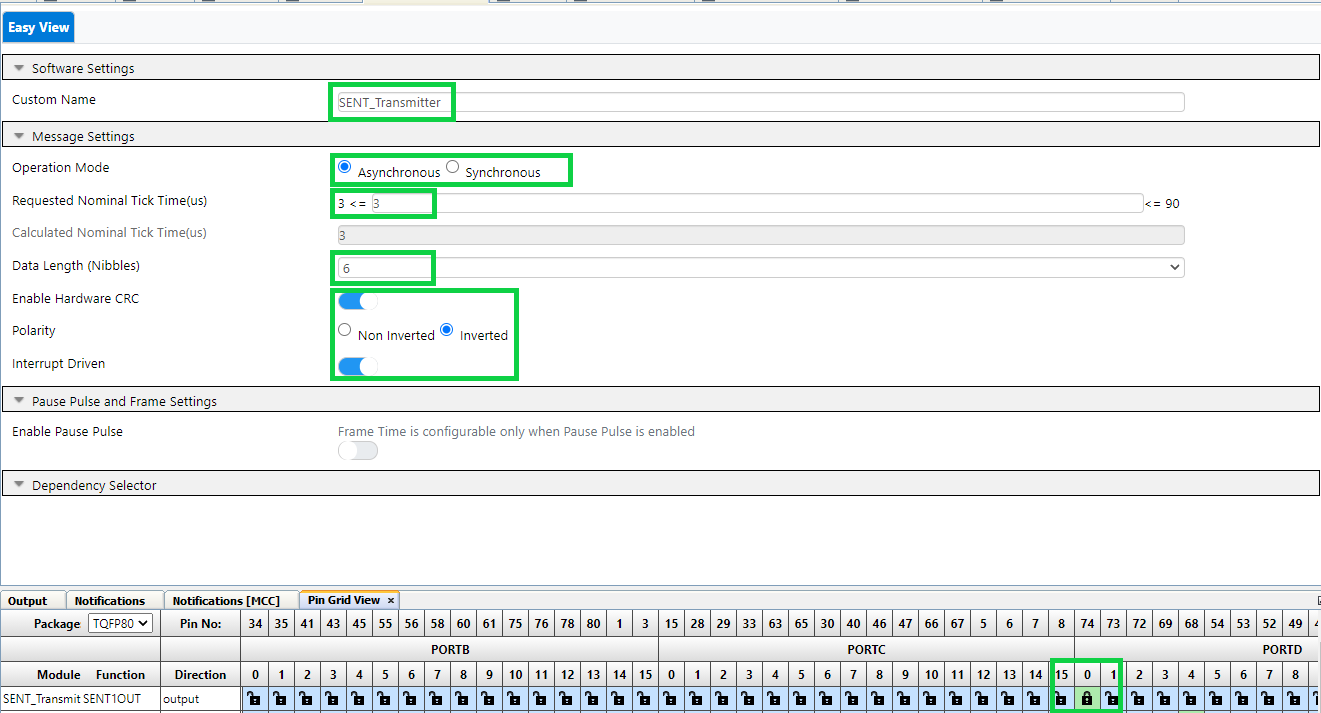 Easy View
Software Settings
Custom Name SENT_Transmitter
Message Settings
Operation Mode Asynchronous Synchronous
Requested Nominal Tick Time(us) 3 <= 3 <= 90
Calculated Nominal Tick Time(us) 3
Data Length (Nibbles) 6
Enable Hardware CRC
Polarity Non Inverted Inverted
Interrupt Driven
Pause Pulse and Frame Settings
Enable Pause Pulse Frame Time is configurable only when Pause Pulse is enabled
Dependency Selector
Output Notifications Notifications [MCC] Pin Grid View ×
Package: TQFP80 Pin No: 34 35 41 43 45 55 56 58 60 61 75 76 78 80 1 3 15 28 29 33 63 65 30 40 46 47 66 67 5 6 7 8 74 73 72 69 68 54 53 52 49
PORTB PORTC PORTD
Module Function Direction 0 1 2 3 4 5 6 7 8 9 10 11 12 13 14 15 0 1 2 3 4 5 6 7 8 9 10 11 12 13 14 15 0 1 2 3 4 5 6 7 8
SENT_Transmit SENT1OUT output